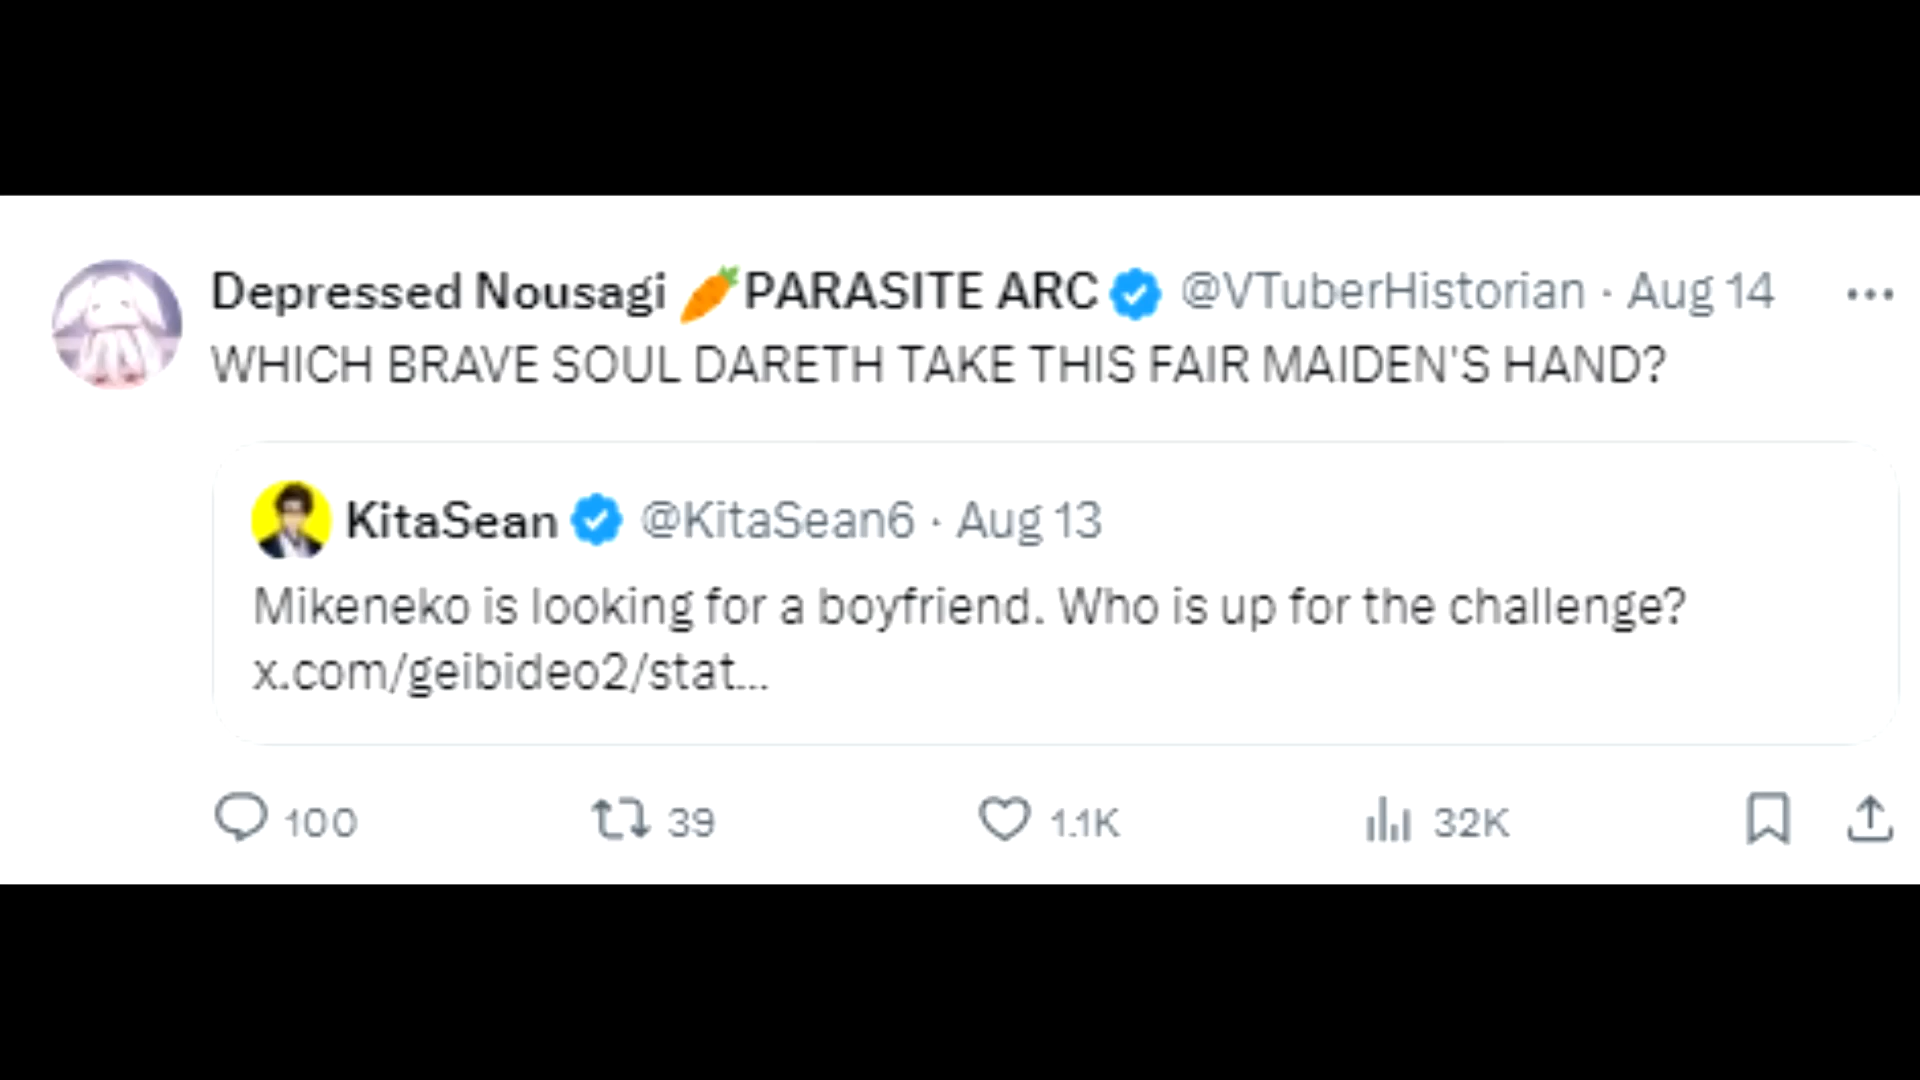 Depressed Nousagi 🥕PARASITE ARC @VTuberHistorian · Aug 14
WHICH BRAVE SOUL DARETH TAKE THIS FAIR MAIDEN'S HAND?
KitaSean @KitaSean6 · Aug 13
Mikeneko is looking for a boyfriend. Who is up for the challenge?
x.com/geibideo2/stat...
100 39 1.1K 32K